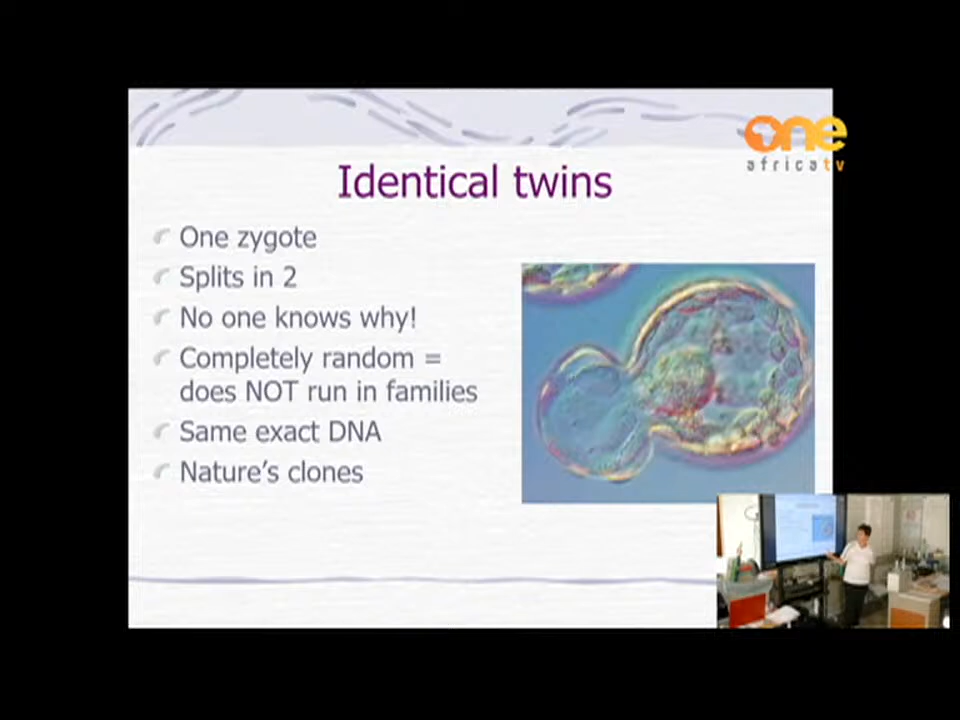 one
africatv
Identical twins
One zygote
Splits in 2
No one knows why!
Completely random =
does NOT run in families
Same exact DNA
Nature's clones